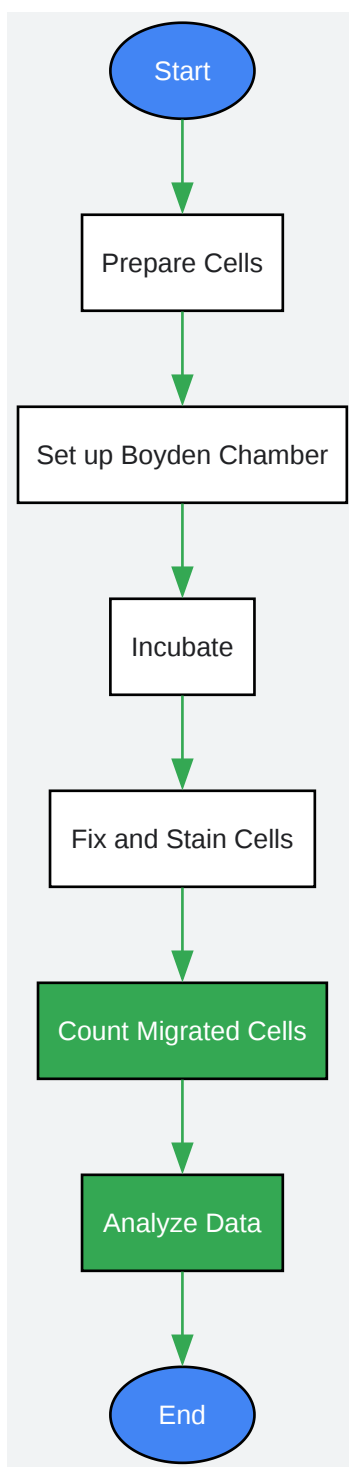 Start
Prepare Cells
Set up Boyden Chamber
Incubate
Fix and Stain Cells
Count Migrated Cells
Analyze Data
End